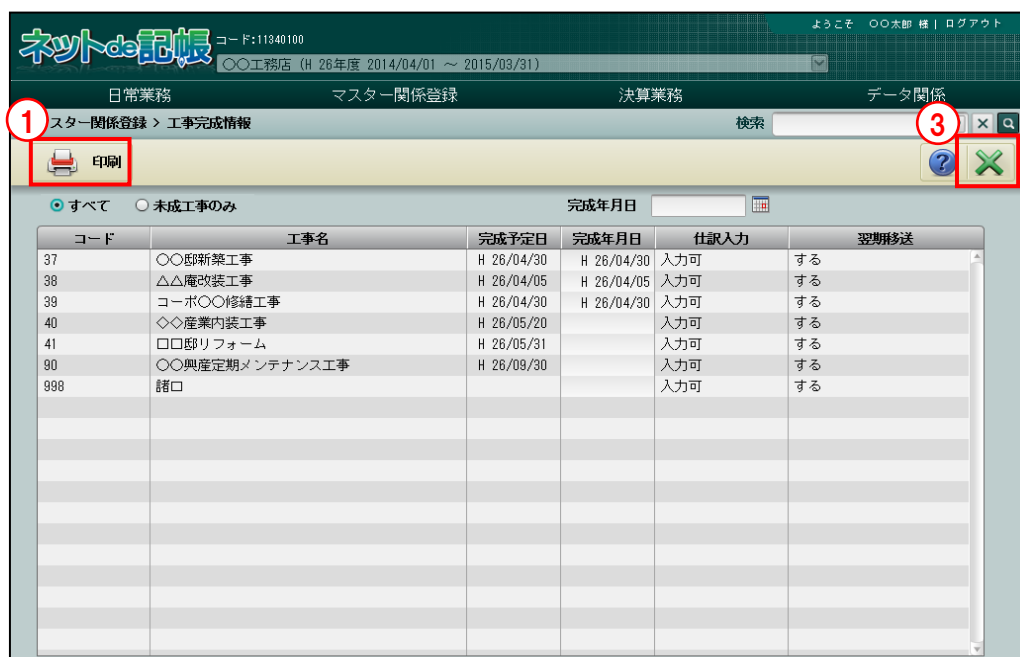 ようこそ ○○太郎 様 | ログアウト
ネットde記帳 コード:11340100
○○工務店 (H 26年度 2014/04/01 ～ 2015/03/31)
日常業務 マスター関係登録 決算業務 データ関係
① スター関係登録 > 工事完成情報 検索 ③
印刷
すべて 未成工事のみ 完成年月日
コード 工事名 完成予定日 完成年月日 仕訳入力 翌期移送
37 ○○邸新築工事 H 26/04/30 H 26/04/30 入力可 する
38 △△庵改装工事 H 26/04/05 H 26/04/05 入力可 する
39 コーポ○○修繕工事 H 26/04/30 H 26/04/30 入力可 する
40 ◇◇産業内装工事 H 26/05/20 入力可 する
41 □□邸リフォーム H 26/05/31 入力可 する
90 ○○興産定期メンテナンス工事 H 26/09/30 入力可 する
998 諸口 入力可 する